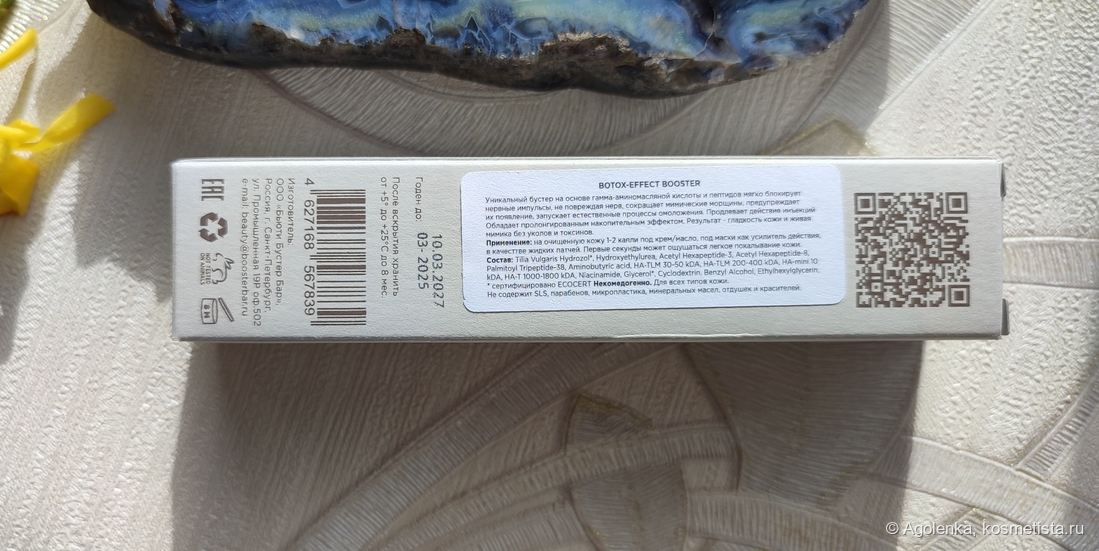 EAC
NOT TESTED
ON ANIMALS
8 M
Изготовитель:
ООО «Бьюти Бустер Бар»,
Россия, г. Санкт-Петербург,
ул. Промышленная 19Р оф.502
e-mail: beauty@boosterbar.ru
4 627168 567839
После вскрытия хранить
от +5° до +25°С до 8 мес.
Годен до:
10.03.2027
03-2025
BOTOX-EFFECT BOOSTER
Уникальный бустер на основе гамма-аминомасляной кислоты и пептидов мягко блокирует
нервные импульсы, не повреждая нерв, сокращает мимические морщины, предупреждает
их появление, запускает естественные процессы омоложения. Продлевает действие инъекций
Обладает пролонгированным накопительным эффектом. Результат - гладкость кожи и живая
мимика без уколов и токсинов.
Применение: на очищенную кожу 1-2 капли под крем/масло, под маски как усилитель действия,
в качестве жидких патчей. Первые секунды может ощущаться легкое покалывание кожи.
Состав: Tilia Vulgaris Hydrozol*, Hydroxyethylurea, Acetyl Hexapeptide-3, Acetyl Hexapeptide-8,
Palmitoyl Tripeptide-38, Aminobutyric acid, HA-TLM 30-50 kDA, HA-TLM 200-400 kDA, HA-mini 10
kDA, HA-T 1000-1800 kDA, Niacinamide, Glycerol*, Cyclodextrin, Benzyl Alcohol, Ethylhexylglycerin.
* сертифицировано ECOCERT Некомедогенно. Для всех типов кожи.
Не содержит SLS, парабенов, микропластика, минеральных масел, отдушек и красителей.
© Agolenka, kosmetista.ru